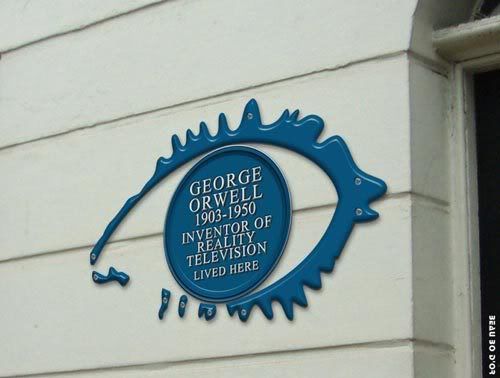 GEORGE
ORWELL
1903-1950
INVENTOR OF
REALITY
TELEVISION
LIVED HERE